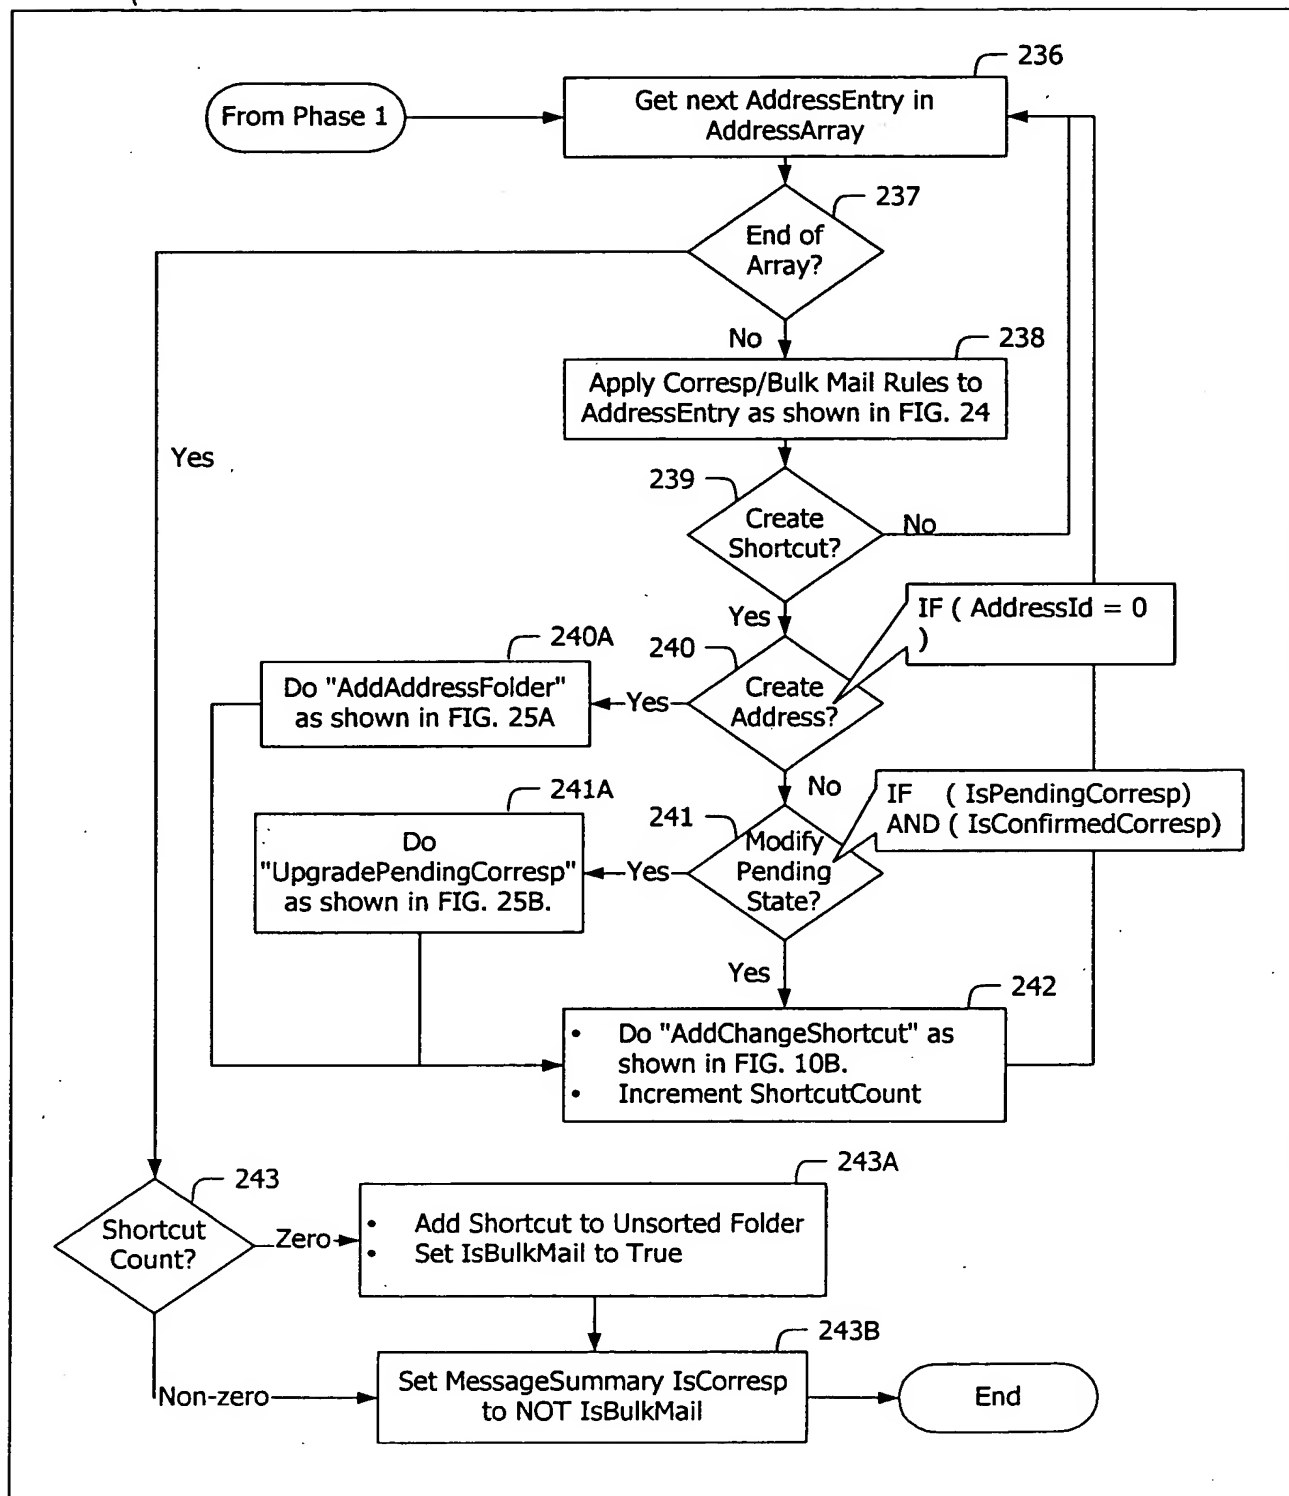 236
From Phase 1
Get next AddressEntry in
AddressArray
237
End of
Array?
No
238
Apply Corresp/Bulk Mail Rules to
AddressEntry as shown in FIG. 24
Yes
239
Create
Shortcut?
No
Yes
IF ( AddressId = 0
)
240A
240
Do "AddAddressFolder"
as shown in FIG. 25A
Yes
Create
Address?
No
241A
241
IF ( IsPendingCorresp)
AND ( IsConfirmedCorresp)
Do
"UpgradePendingCorresp"
as shown in FIG. 25B.
Yes
Modify
Pending
State?
Yes
242
• Do "AddChangeShortcut" as
shown in FIG. 10B.
• Increment ShortcutCount
243
243A
Shortcut
Count?
Zero
• Add Shortcut to Unsorted Folder
• Set IsBulkMail to True
243B
Non-zero
Set MessageSummary IsCorresp
to NOT IsBulkMail
End